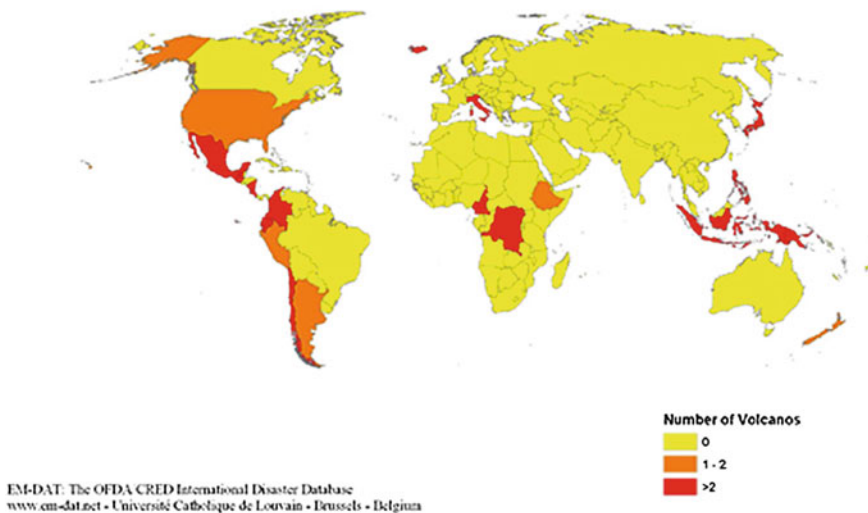 Number of Volcanos
0
1 - 2
>2
EM-DAT: The OFDA CRED International Disaster Database
www.em-dat.net - Université Catholique de Louvain - Brussels - Belgium